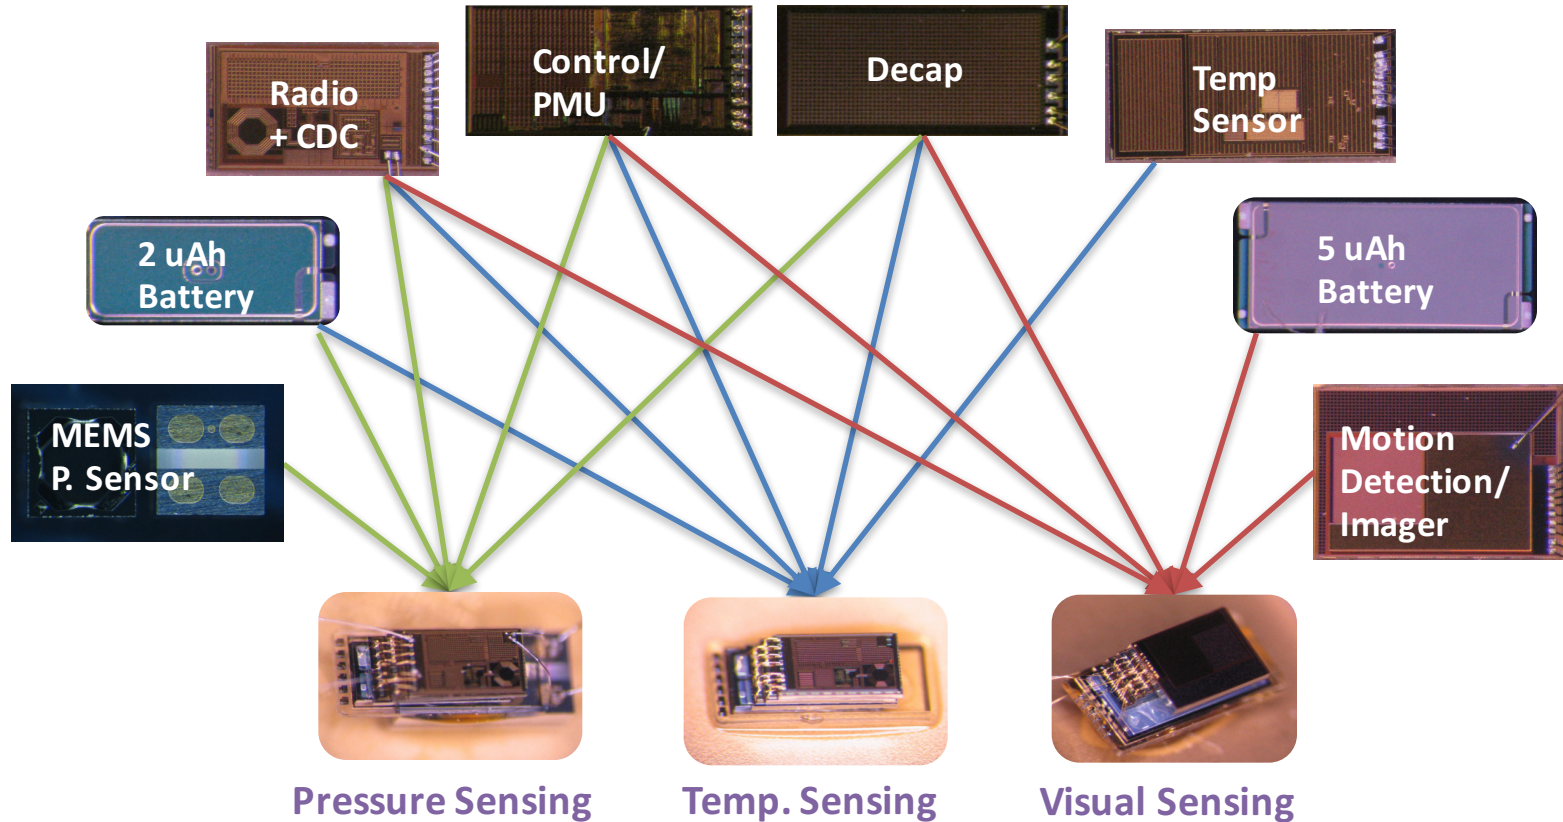 Radio
+ CDC
Control/
PMU
Decap
Temp
Sensor
2 uAh
Battery
5 uAh
Battery
MEMS
P. Sensor
Motion
Detection/
Imager
Pressure Sensing
Temp. Sensing
Visual Sensing